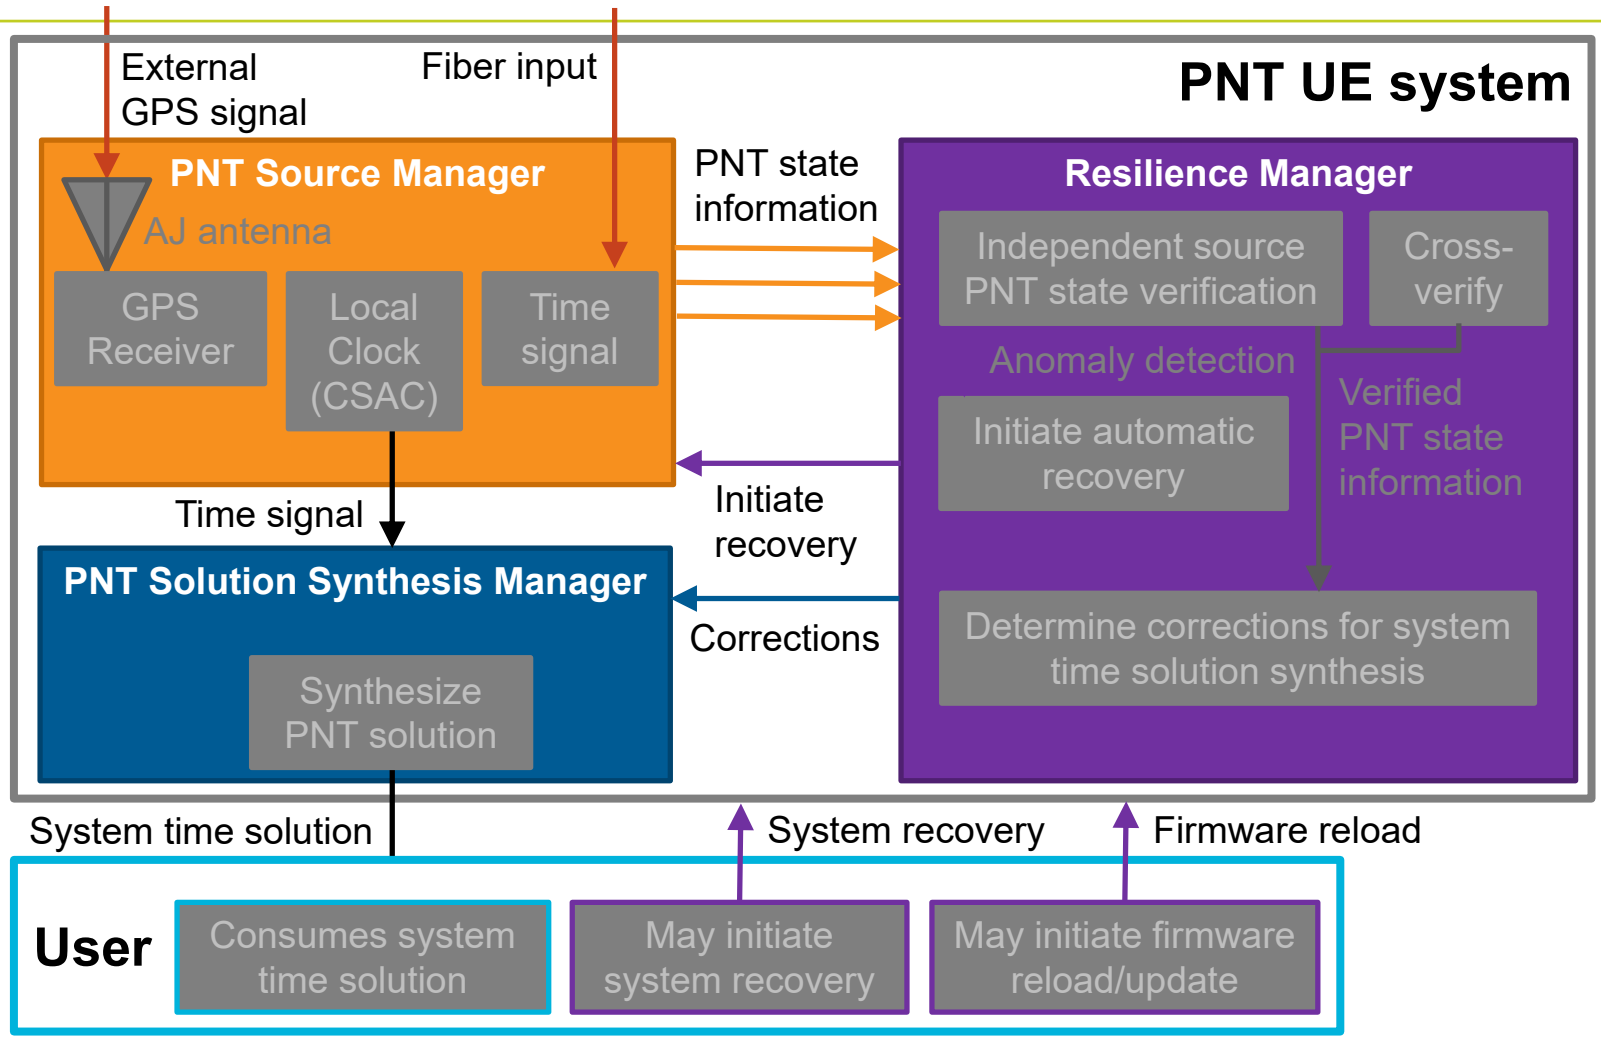 External
GPS signal
Fiber input
PNT UE system
PNT Source Manager
AJ antenna
GPS
Receiver
Local
Clock
(CSAC)
Time
signal
PNT state
information
Resilience Manager
Independent source
PNT state verification
Cross-
verify
Anomaly detection
Verified
PNT state
information
Initiate automatic
recovery
Initiate
recovery
Time signal
PNT Solution Synthesis Manager
Corrections
Determine corrections for system
time solution synthesis
Synthesize
PNT solution
System time solution
System recovery
Firmware reload
User
Consumes system
time solution
May initiate
system recovery
May initiate firmware
reload/update